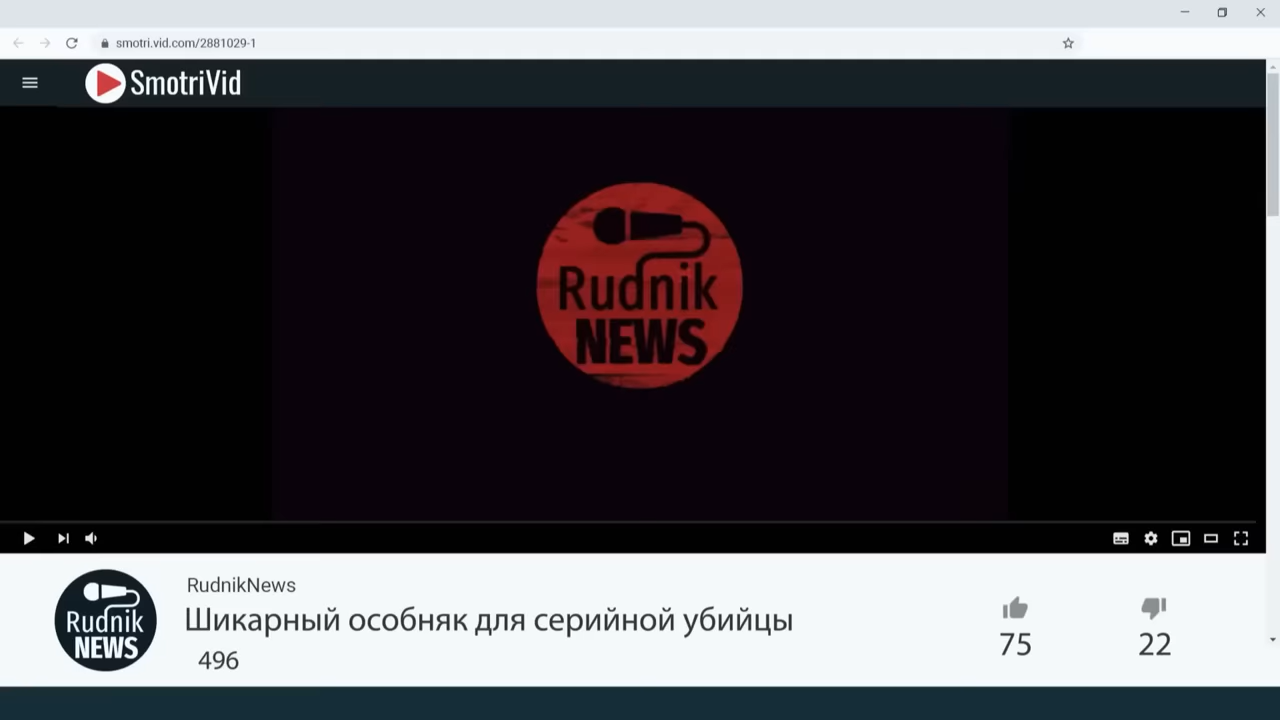 smotri.vid.com/2881029-1
SmotriVid
Rudnik
NEWS
RudnikNews
Rudnik
NEWS
Шикарный особняк для серийной убийцы
496
75
22